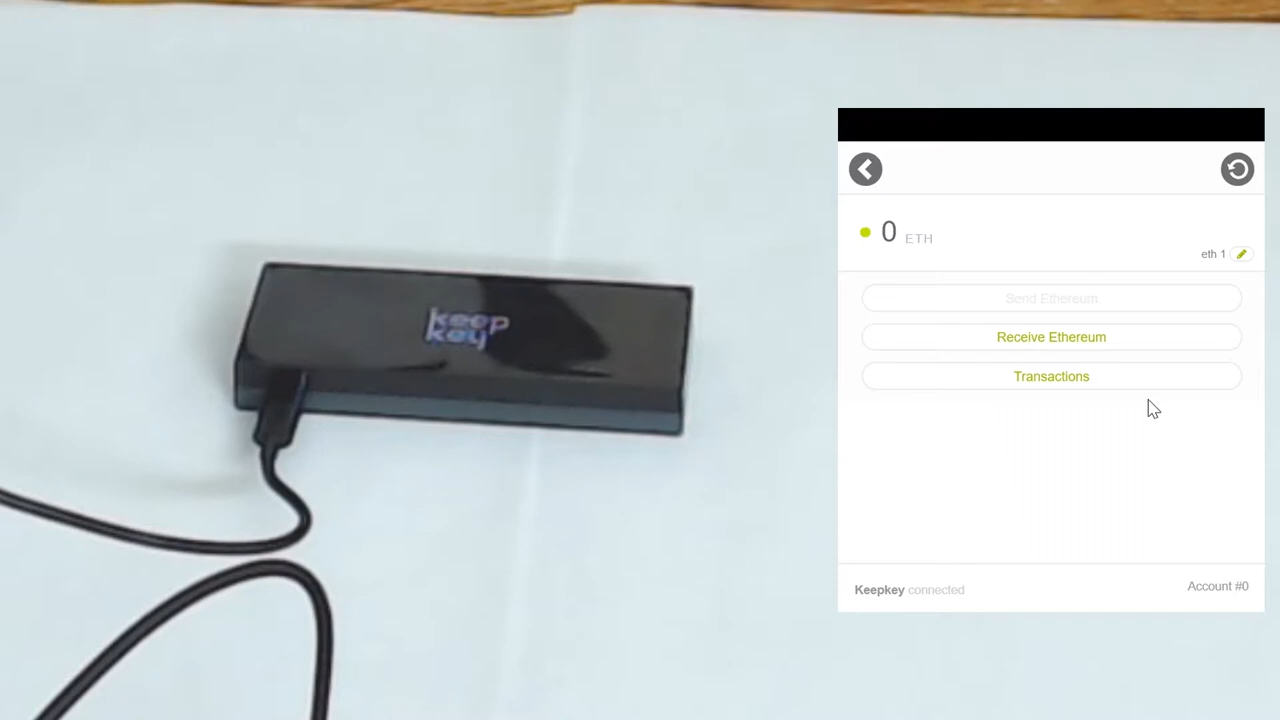 keep
key
0 ETH
eth 1
Send Ethereum
Receive Ethereum
Transactions
Keepkey connected
Account #0